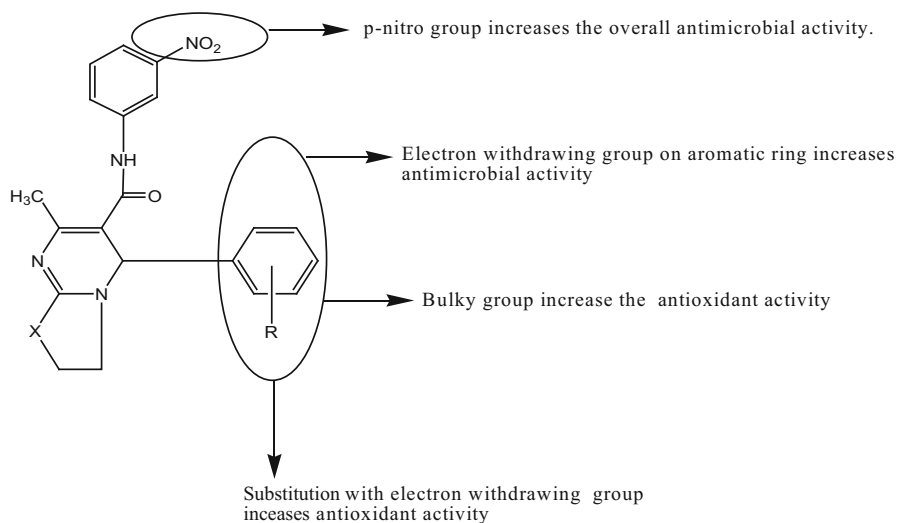 NO2
p-nitro group increases the overall antimicrobial activity.
NH
Electron withdrawing group on aromatic ring increases
antimicrobial activity
H3C
O
N
N
Bulky group increase the antioxidant activity
X
R
Substitution with electron withdrawing group
inceases antioxidant activity